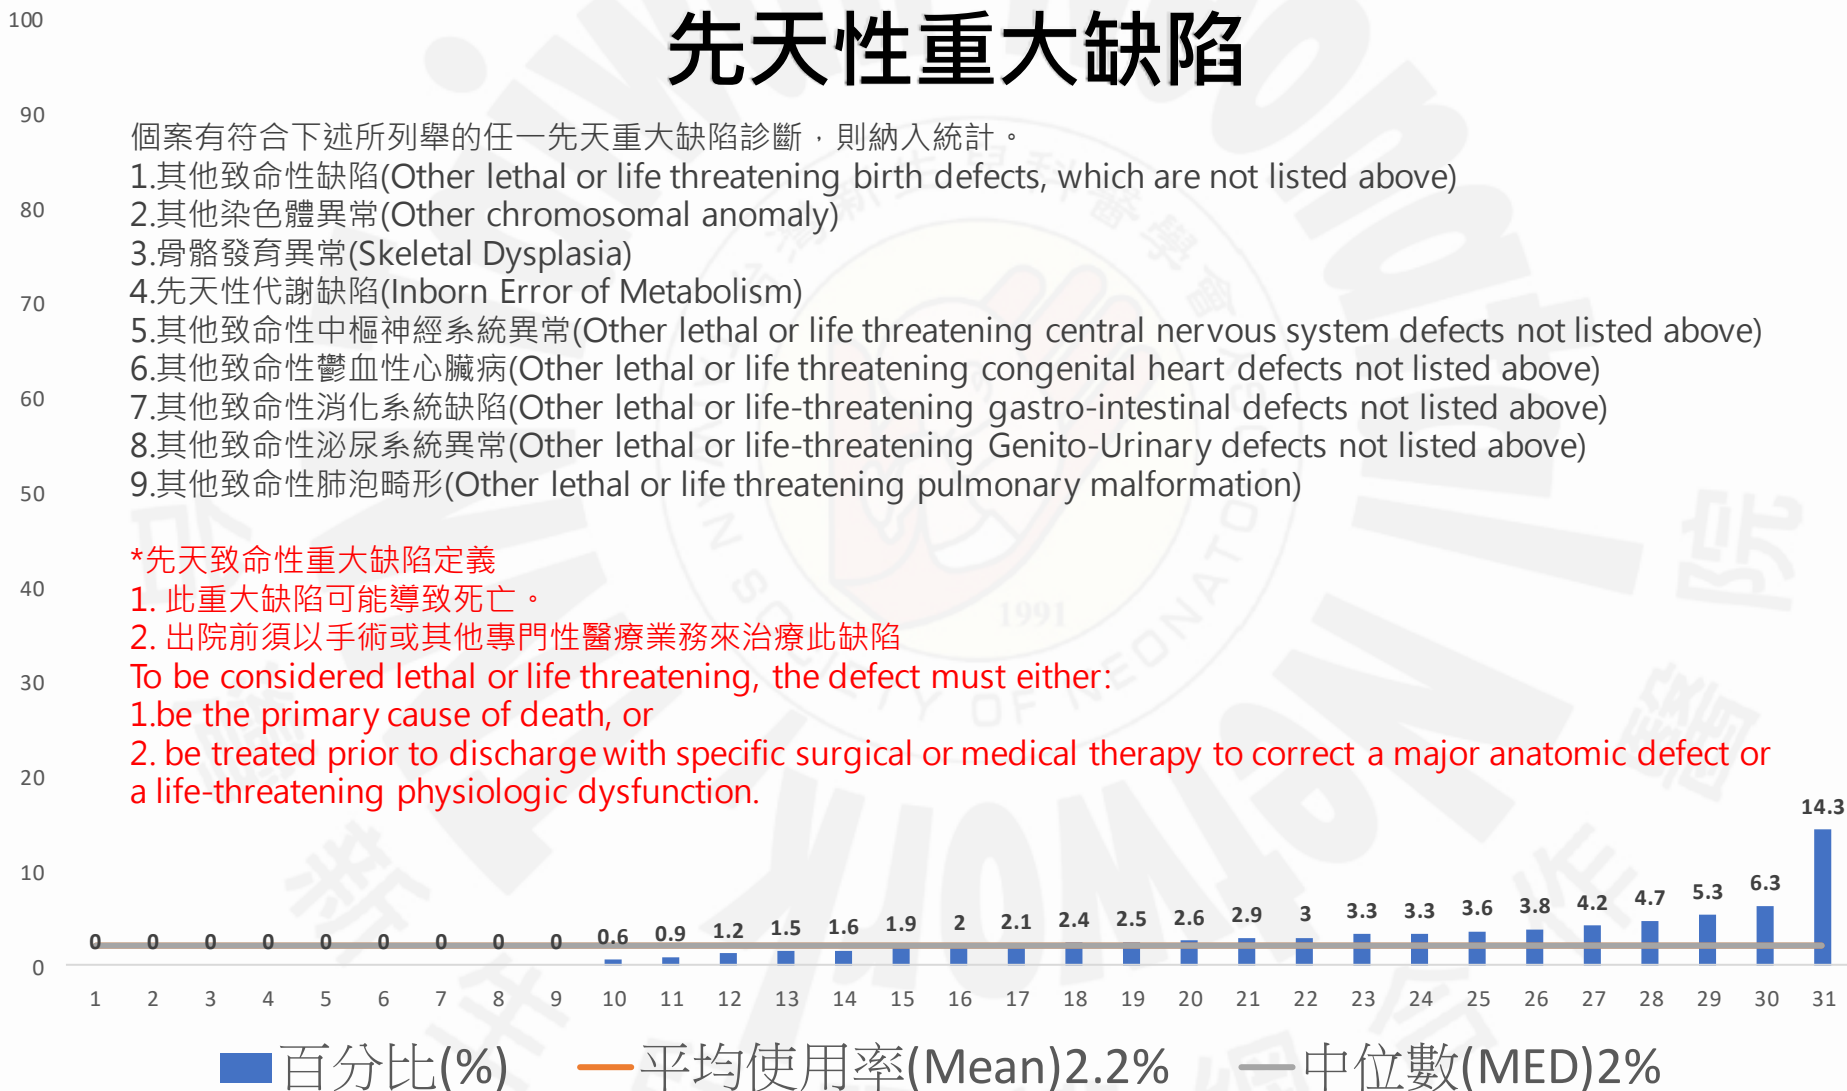 先天性重大缺陷
個案有符合下述所列舉的任一先天重大缺陷診斷，則納入統計。
1.其他致命性缺陷(Other lethal or life threatening birth defects, which are not listed above)
2.其他染色體異常(Other chromosomal anomaly)
3.骨骼發育異常(Skeletal Dysplasia)
4.先天性代謝缺陷(Inborn Error of Metabolism)
5.其他致命性中樞神經系統異常(Other lethal or life threatening central nervous system defects not listed above)
6.其他致命性鬱血性心臟病(Other lethal or life threatening congenital heart defects not listed above)
7.其他致命性消化系統缺陷(Other lethal or life-threatening gastro-intestinal defects not listed above)
8.其他致命性泌尿系統異常(Other lethal or life-threatening Genito-Urinary defects not listed above)
9.其他致命性肺泡畸形(Other lethal or life threatening pulmonary malformation)
*先天致命性重大缺陷定義
1. 此重大缺陷可能導致死亡。
2. 出院前須以手術或其他專門性醫療業務來治療此缺陷
To be considered lethal or life threatening, the defect must either:
1.be the primary cause of death, or
2. be treated prior to discharge with specific surgical or medical therapy to correct a major anatomic defect or
a life-threatening physiologic dysfunction.
100
90
80
70
60
50
40
30
20
10
0
0 0 0 0 0 0 0 0 0 0.6 0.9 1.2 1.5 1.6 1.9 2 2.1 2.4 2.5 2.6 2.9 3 3.3 3.3 3.6 3.8 4.2 4.7 5.3 6.3 14.3
1 2 3 4 5 6 7 8 9 10 11 12 13 14 15 16 17 18 19 20 21 22 23 24 25 26 27 28 29 30 31
百分比(%) 平均使用率(Mean)2.2% 中位數(MED)2%
1991